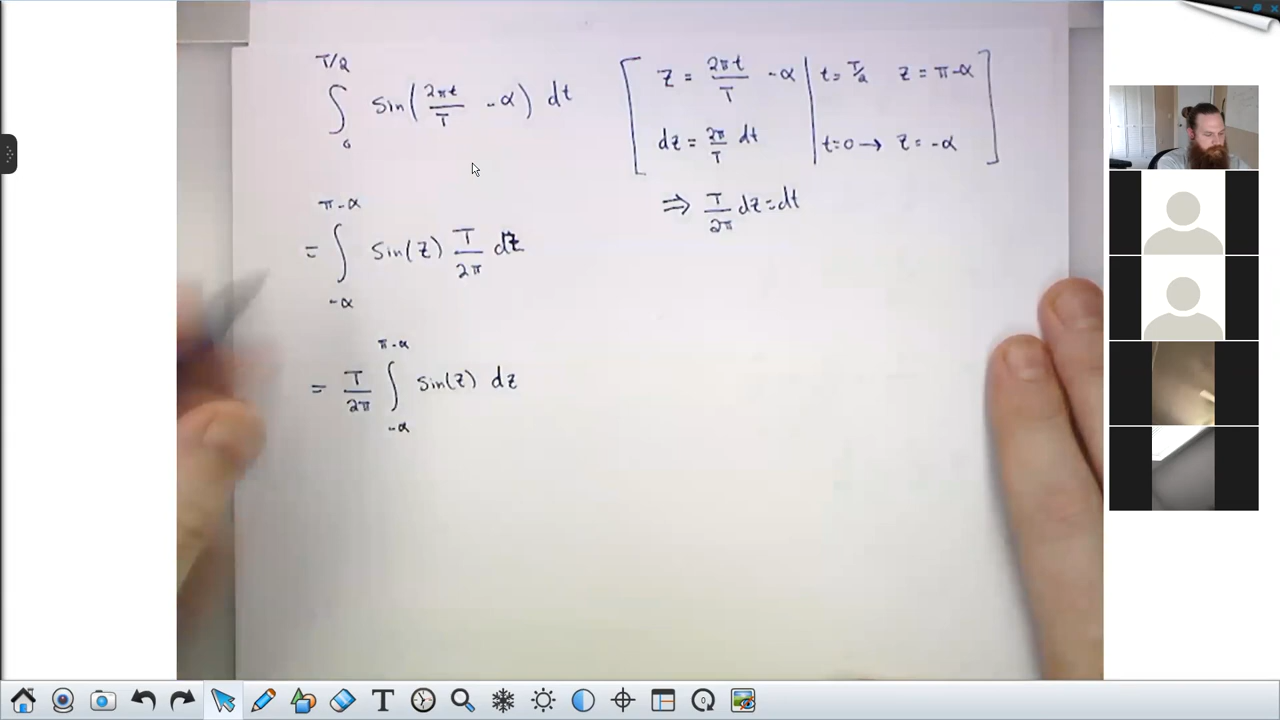 ∫₀^{T/2} sin(2πt/T - α) dt
[ z = 2πt/T - α | t = T/2 z = π-α ]
[ dz = 2π/T dt | t=0 → z = -α ]
⇒ T/2π dz = dt
= ∫_{-α}^{π-α} sin(z) T/2π dz
= T/2π ∫_{-α}^{π-α} sin(z) dz
T